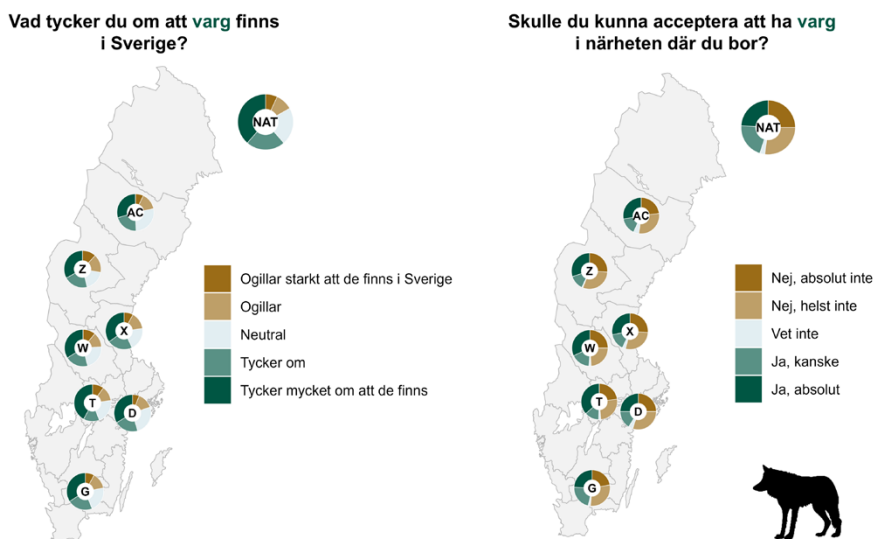 Vad tycker du om att varg finns
i Sverige?
NAT
AC
Z
X
W
T
D
G
Ogillar starkt att de finns i Sverige
Ogillar
Neutral
Tycker om
Tycker mycket om att de finns
Skulle du kunna acceptera att ha varg
i närheten där du bor?
NAT
AC
Z
X
W
T
D
G
Nej, absolut inte
Nej, helst inte
Vet inte
Ja, kanske
Ja, absolut